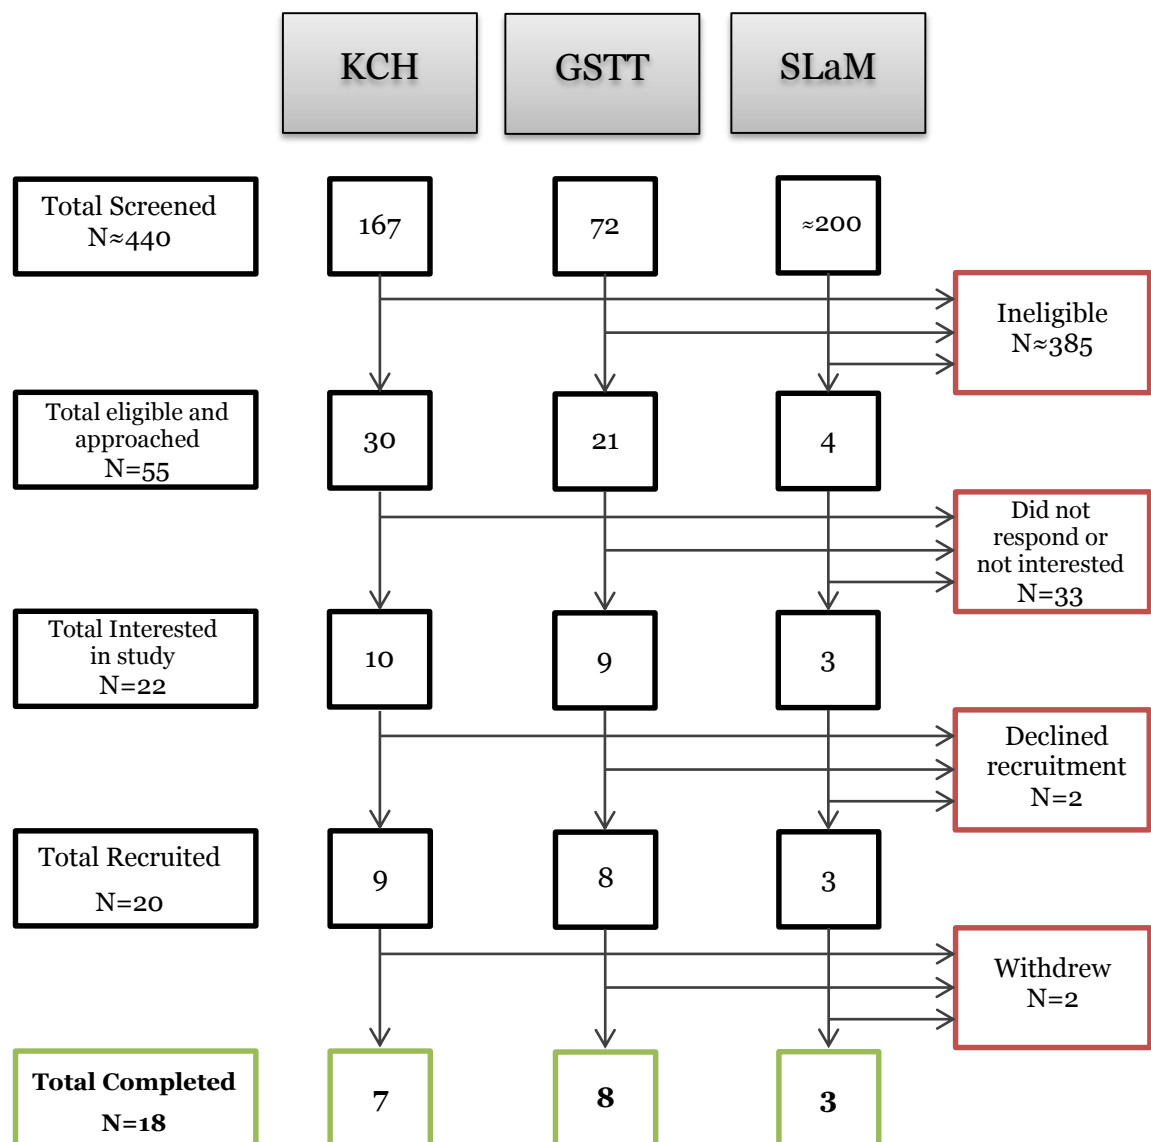 KCH
GSTT
SLaM
Total Screened
N≈440
167
72
≈200
Ineligible
N≈385
Total eligible and
approached
N=55
30
21
4
Did not
respond or
not interested
N=33
Total Interested
in study
N=22
10
9
3
Declined
recruitment
N=2
Total Recruited
N=20
9
8
3
Withdrew
N=2
Total Completed
N=18
7
8
3